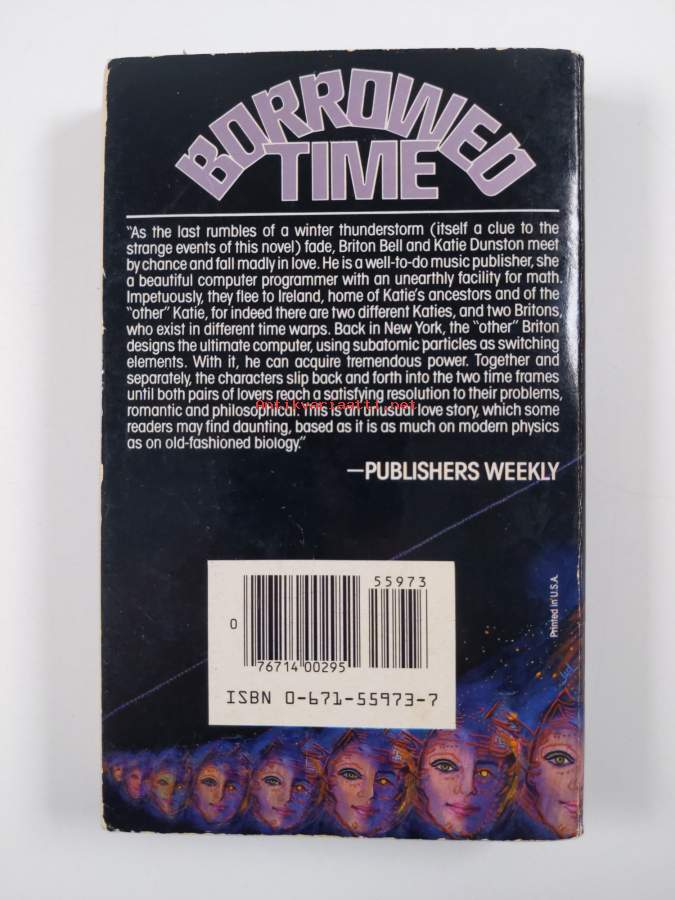 BORROWED
TIME
"As the last rumbles of a winter thunderstorm (itself a clue to the
strange events of this novel) fade, Briton Bell and Katie Dunston meet
by chance and fall madly in love. He is a well-to-do music publisher, she
a beautiful computer programmer with an unearthly facility for math.
Impetuously, they flee to Ireland, home of Katie's ancestors and of the
"other" Katie, for indeed there are two different Katies, and two Britons,
who exist in different time warps. Back in New York, the "other" Briton
designs the ultimate computer, using subatomic particles as switching
elements. With it, he can acquire tremendous power. Together and
separately, the characters slip back and forth into the two time frames
until both pairs of lovers reach a satisfying resolution to their problems,
romantic and philosophical. This is an unusual love story, which some
readers may find daunting, based as it is as much on modern physics
as on old-fashioned biology."
—PUBLISHERS WEEKLY
Antikvariaatti.net
55973
0
76714 00295
ISBN 0-671-55973-7
Printed in U.S.A.